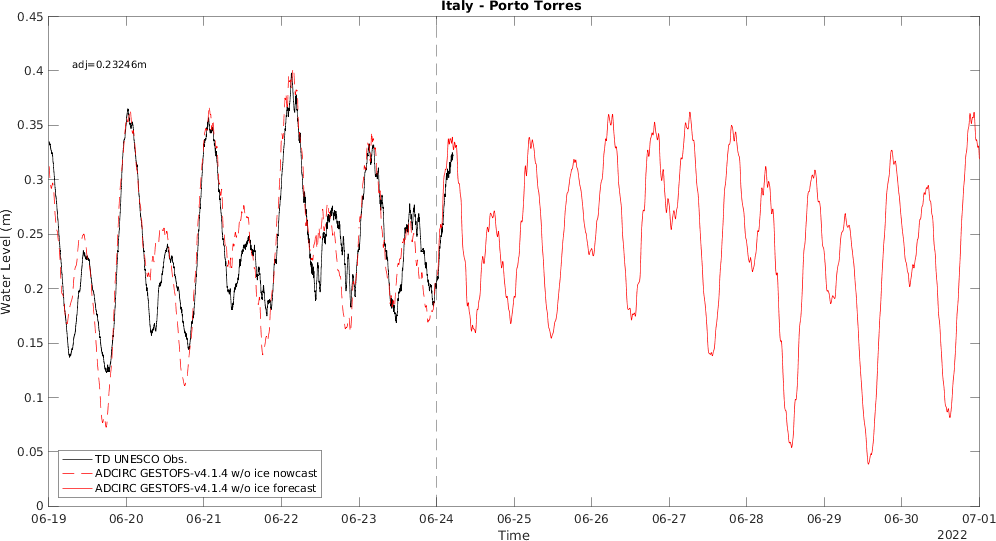 Italy - Porto Torres
0.45
0.4
0.35
0.3
0.25
0.2
0.15
0.1
0.05
0
Water Level (m)
adj=0.23246m
TD UNESCO Obs.
ADCIRC GESTOFS-v4.1.4 w/o ice nowcast
ADCIRC GESTOFS-v4.1.4 w/o ice forecast
06-19 06-20 06-21 06-22 06-23 06-24 06-25 06-26 06-27 06-28 06-29 06-30 07-01
Time
2022